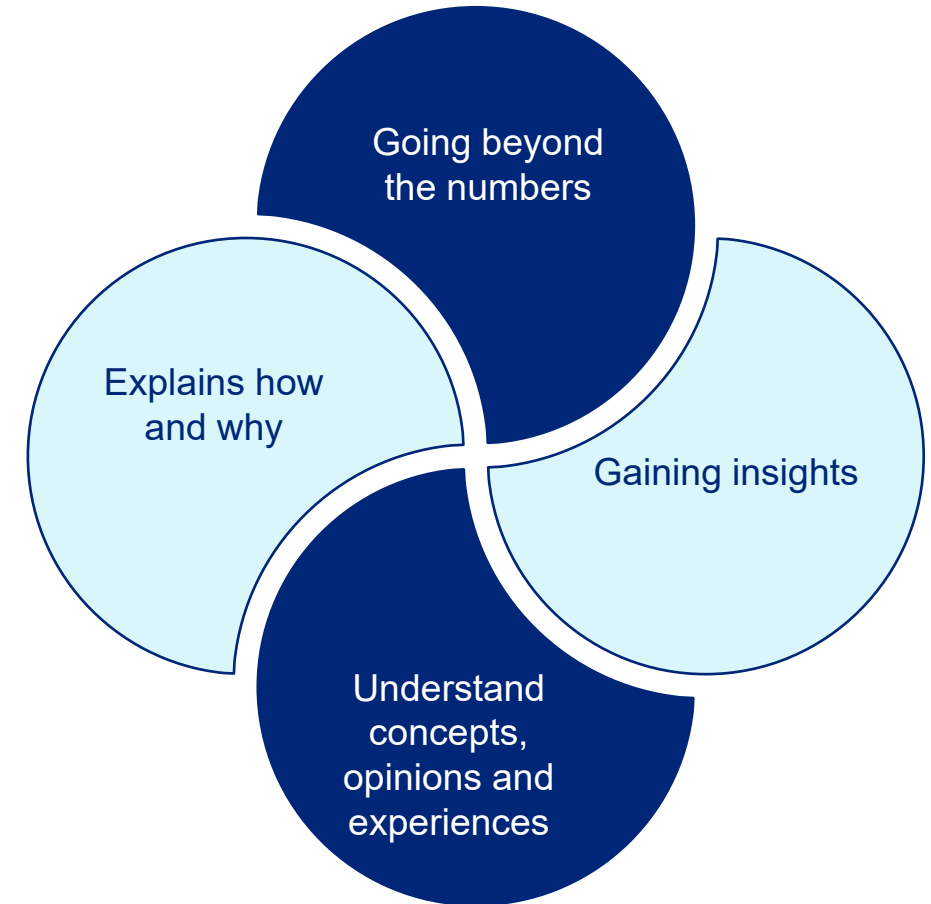 Going beyond
the numbers
Explains how
and why
Gaining insights
Understand
concepts,
opinions and
experiences